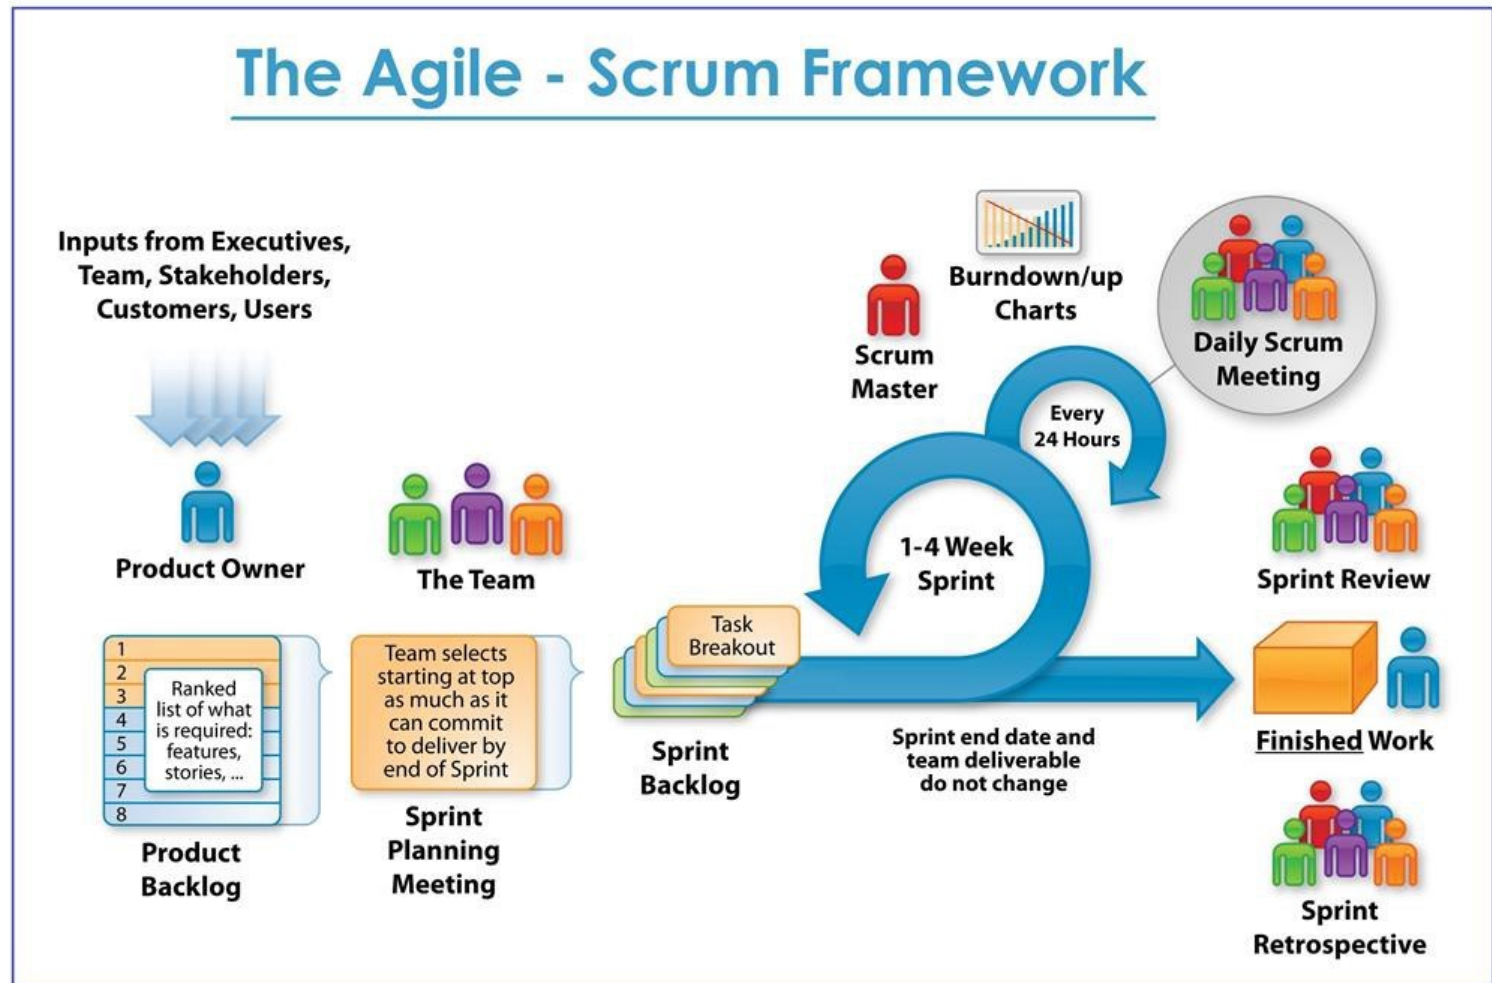 The Agile - Scrum Framework
Inputs from Executives,
Team, Stakeholders,
Customers, Users
Product Owner
The Team
1
2
3
4
5
6
7
8
Ranked
list of what
is required:
features,
stories, ...
Product
Backlog
Team selects
starting at top
as much as it
can commit
to deliver by
end of Sprint
Sprint
Planning
Meeting
Task
Breakout
Sprint
Backlog
Scrum
Master
Burndown/up
Charts
Every
24 Hours
Daily Scrum
Meeting
1-4 Week
Sprint
Sprint end date and
team deliverable
do not change
Sprint Review
Finished Work
Sprint
Retrospective